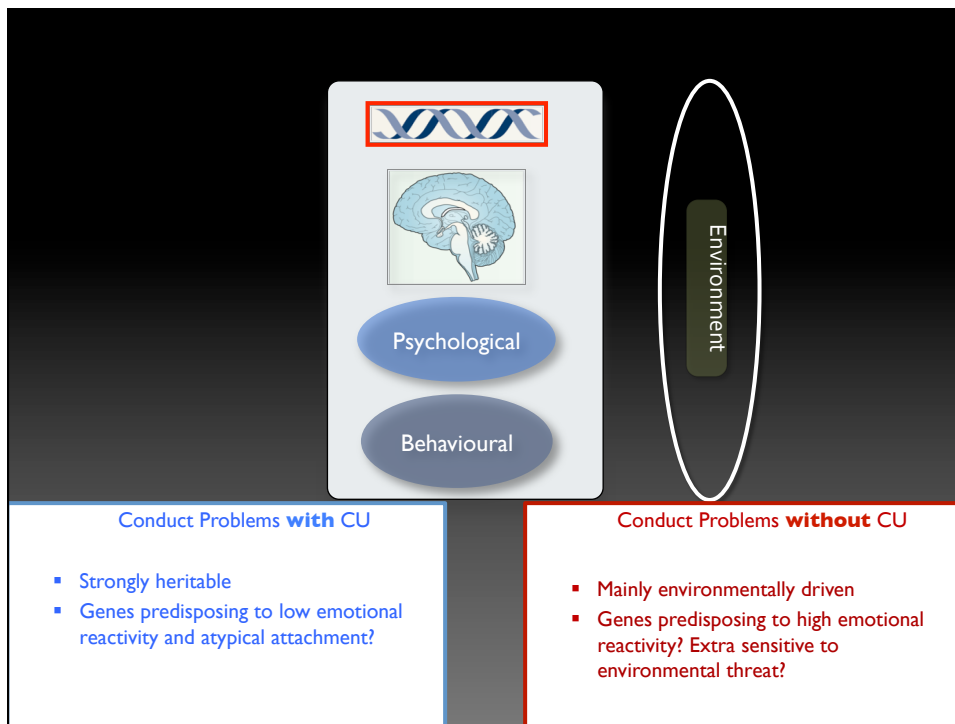 Environment
Psychological
Behavioural
Conduct Problems with CU
▪ Strongly heritable
▪ Genes predisposing to low emotional
reactivity and atypical attachment?
Conduct Problems without CU
▪ Mainly environmentally driven
▪ Genes predisposing to high emotional
reactivity? Extra sensitive to
environmental threat?